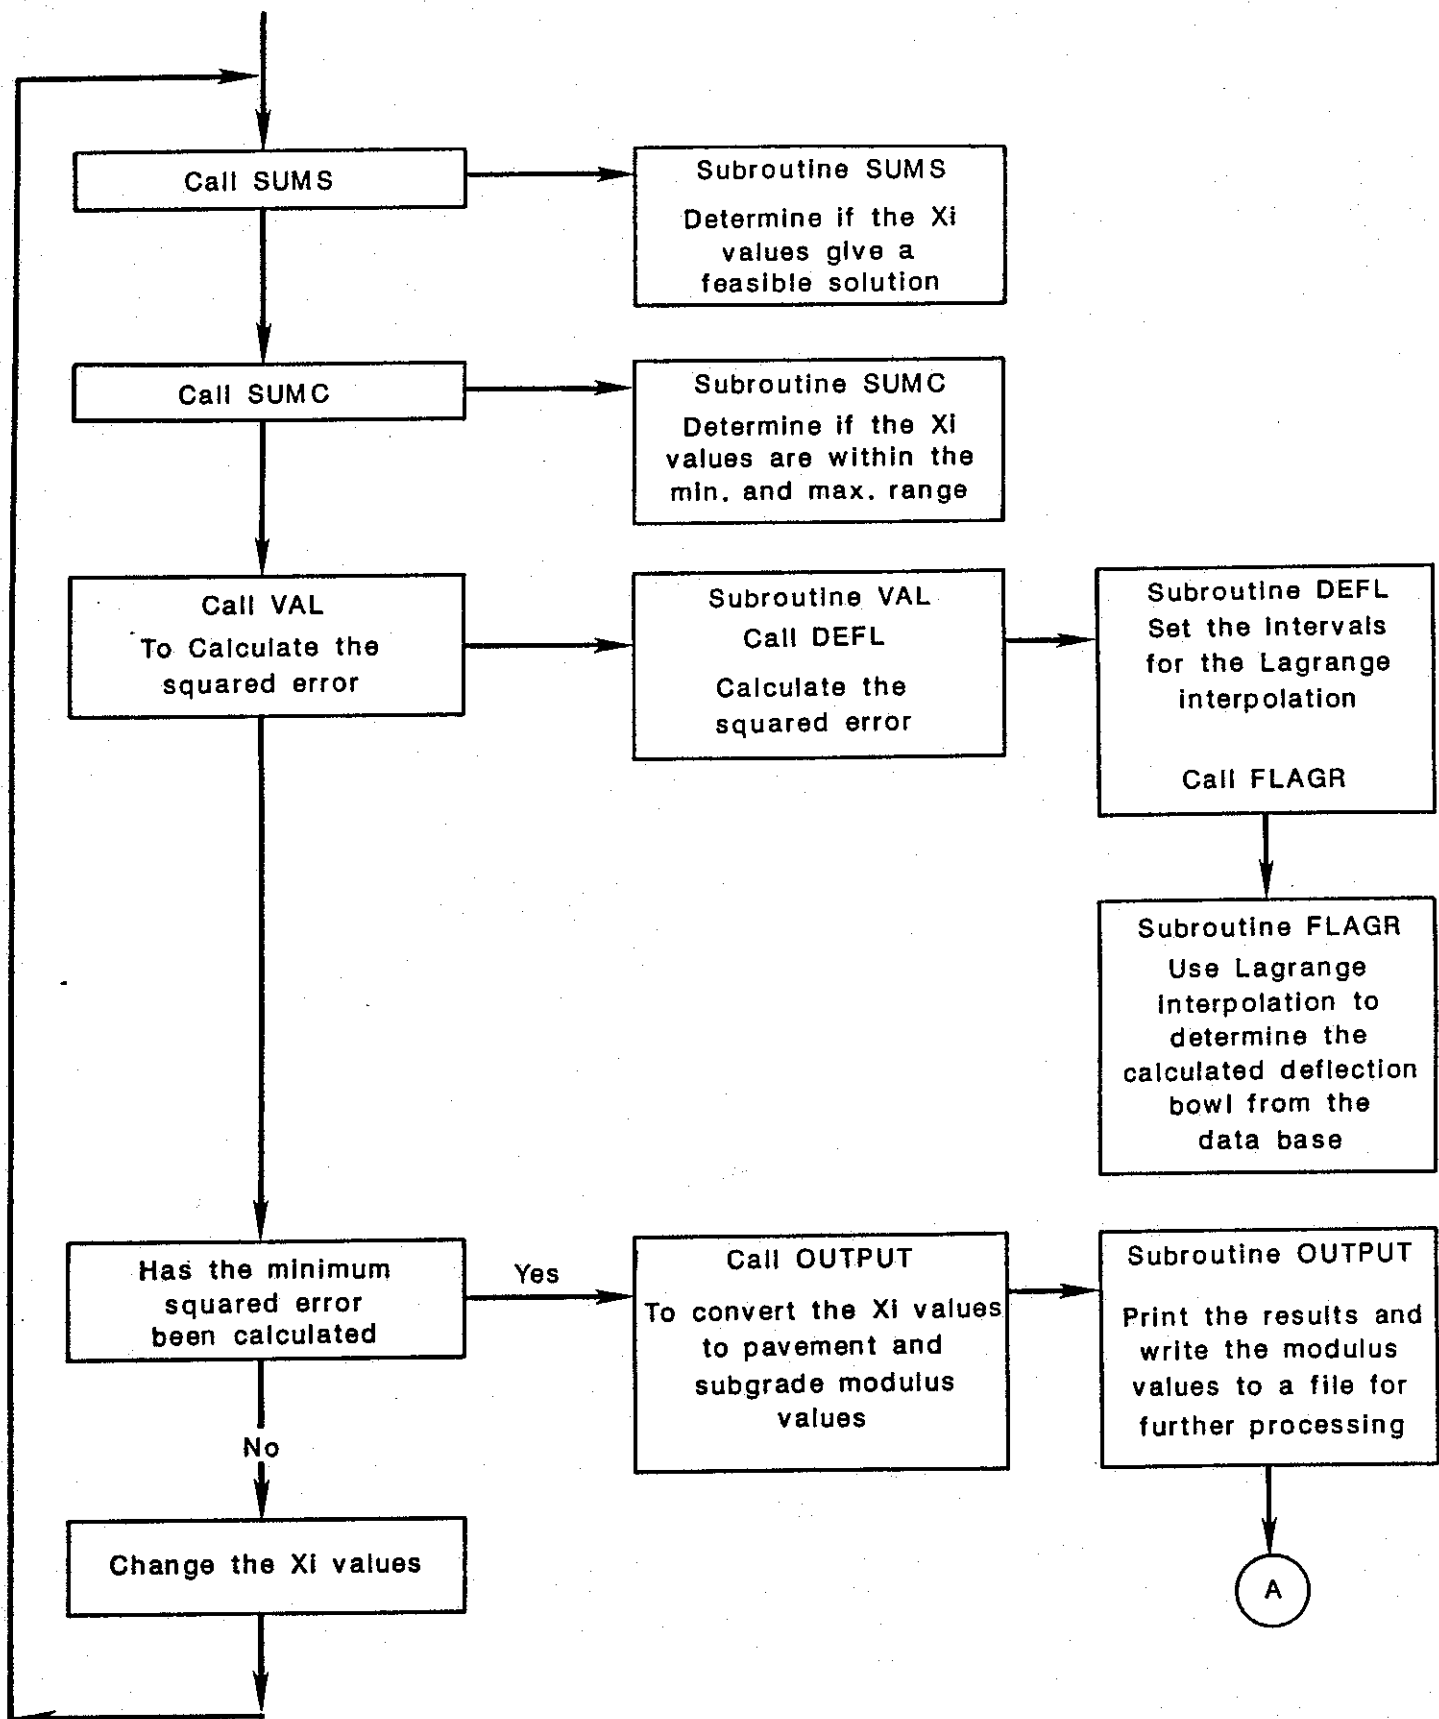 Call SUMS
Subroutine SUMS
Determine if the Xi
values give a
feasible solution
Call SUMC
Subroutine SUMC
Determine if the Xi
values are within the
min. and max. range
Call VAL
To Calculate the
squared error
Subroutine VAL
Call DEFL
Calculate the
squared error
Subroutine DEFL
Set the intervals
for the Lagrange
interpolation
Call FLAGR
Subroutine FLAGR
Use Lagrange
interpolation to
determine the
calculated deflection
bowl from the
data base
Has the minimum
squared error
been calculated
Yes
Call OUTPUT
To convert the Xi values
to pavement and
subgrade modulus
values
Subroutine OUTPUT
Print the results and
write the modulus
values to a file for
further processing
No
Change the Xi values
A